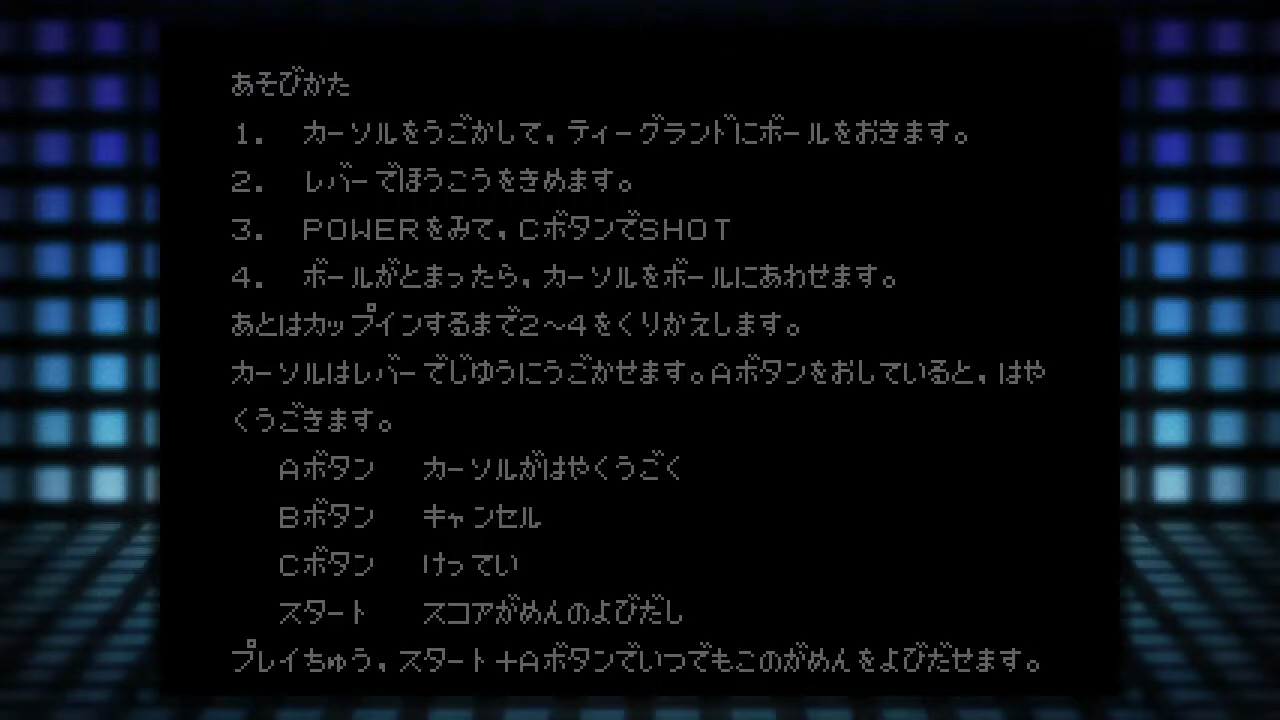 あそびかた
1. カーソルをうごかして,ティーグランドにボールをおきます。
2. レバーでほうこうをきめます。
3. POWERをみて,CボタンでSHOT
4. ボールがとまったら,カーソルをボールにあわせます。
あとはカップインするまで2～4をくりかえします。
カーソルはレバーでじゆうにうごかせます。Aボタンをおしていると,はや
くうごきます。
Aボタン カーソルがはやくうごく
Bボタン キャンセル
Cボタン けってい
スタート スコアがめんのよびだし
プレイちゅう,スタート+Aボタンでいつでもこのがめんをよびだせます。